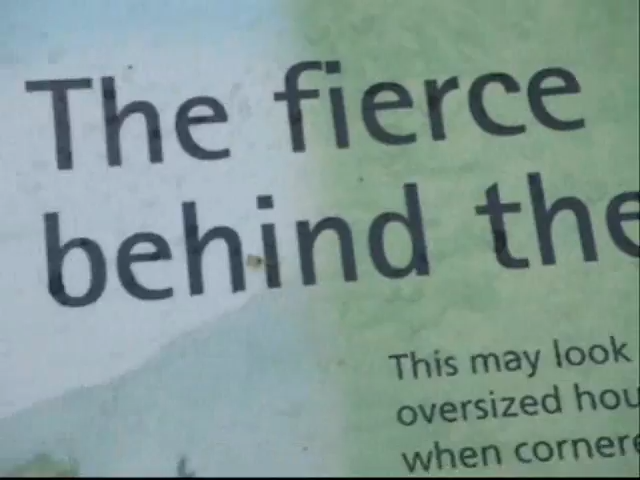 The fierce
behind the
This may look
oversized hou
when cornere